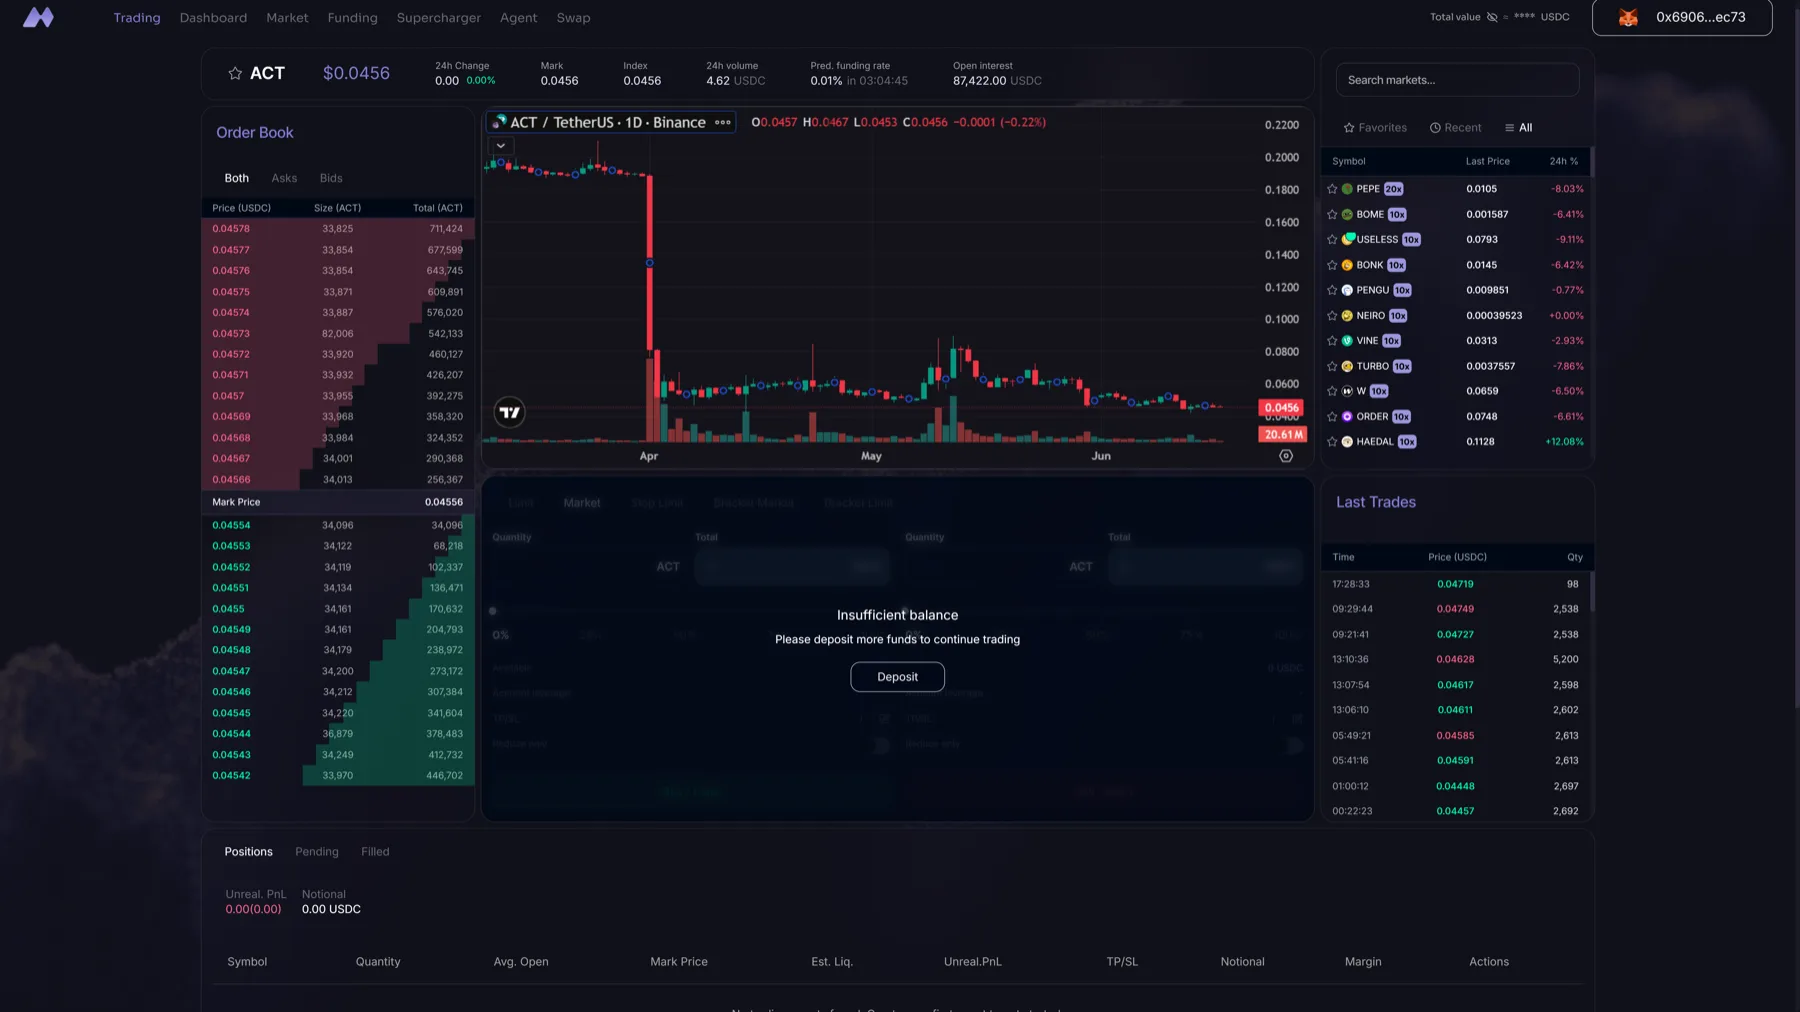 Trading Dashboard Market Funding Supercharger Agent Swap
Total value ≈ **** USDC
0x6906...ec73
ACT $0.0456
24h Change Mark Index 24h volume Pred. funding rate Open interest
0.00 0.00% 0.0456 0.0456 4.62 USDC 0.01% in 03:04:45 87,422.00 USDC
Order Book
Both Asks Bids
Price (USDC) Size (ACT) Total (ACT)
0.04578 33,825 711,424
0.04577 33,854 677,599
0.04576 33,854 643,745
0.04575 33,871 609,891
0.04574 33,887 576,020
0.04573 82,006 542,133
0.04572 33,920 460,127
0.04571 33,932 426,207
0.0457 33,955 392,275
0.04569 33,968 358,320
0.04568 33,984 324,352
0.04567 34,001 290,368
0.04566 34,013 256,367
Mark Price 0.04556
0.04554 34,096 34,096
0.04553 34,122 68,218
0.04552 34,119 102,337
0.04551 34,134 136,471
0.0455 34,161 170,632
0.04549 34,161 204,793
0.04548 34,179 238,972
0.04547 34,200 273,172
0.04546 34,212 307,384
0.04545 34,220 341,604
0.04544 36,879 378,483
0.04543 34,249 412,732
0.04542 33,970 446,702
ACT / TetherUS · 1D · Binance ••• O0.0457 H0.0467 L0.0453 C0.0456 −0.0001 (−0.22%)
0.2200
0.2000
0.1800
0.1600
0.1400
0.1200
0.1000
0.0800
0.0600
0.0456
0.0400
20.61 M
Apr May Jun
Market Stop Limit Bracket Market Bracket Limit
Quantity Total Quantity Total
ACT ACT
Insufficient balance
0% 0%
Please deposit more funds to continue trading
Deposit
Search markets...
Favorites Recent All
Symbol Last Price 24h %
PEPE 20x 0.0105 -8.03%
BOME 10x 0.001587 -6.41%
USELESS 10x 0.0793 -9.11%
BONK 10x 0.0145 -6.42%
PENGU 10x 0.009851 -0.77%
NEIRO 10x 0.00039523 +0.00%
VINE 10x 0.0313 -2.93%
TURBO 10x 0.0037557 -7.86%
W 10x 0.0659 -6.50%
ORDER 10x 0.0748 -6.61%
HAEDAL 10x 0.1128 +12.08%
Last Trades
Time Price (USDC) Qty
17:28:33 0.04719 98
09:29:44 0.04749 2,538
09:21:41 0.04727 2,538
13:10:36 0.04628 5,200
13:07:54 0.04617 2,598
13:06:10 0.04611 2,602
05:49:21 0.04585 2,613
05:41:16 0.04591 2,613
01:00:12 0.04448 2,697
00:22:23 0.04457 2,692
Positions Pending Filled
Unreal. PnL Notional
0.00(0.00) 0.00 USDC
Symbol Quantity Avg. Open Mark Price Est. Liq. Unreal.PnL TP/SL Notional Margin Actions